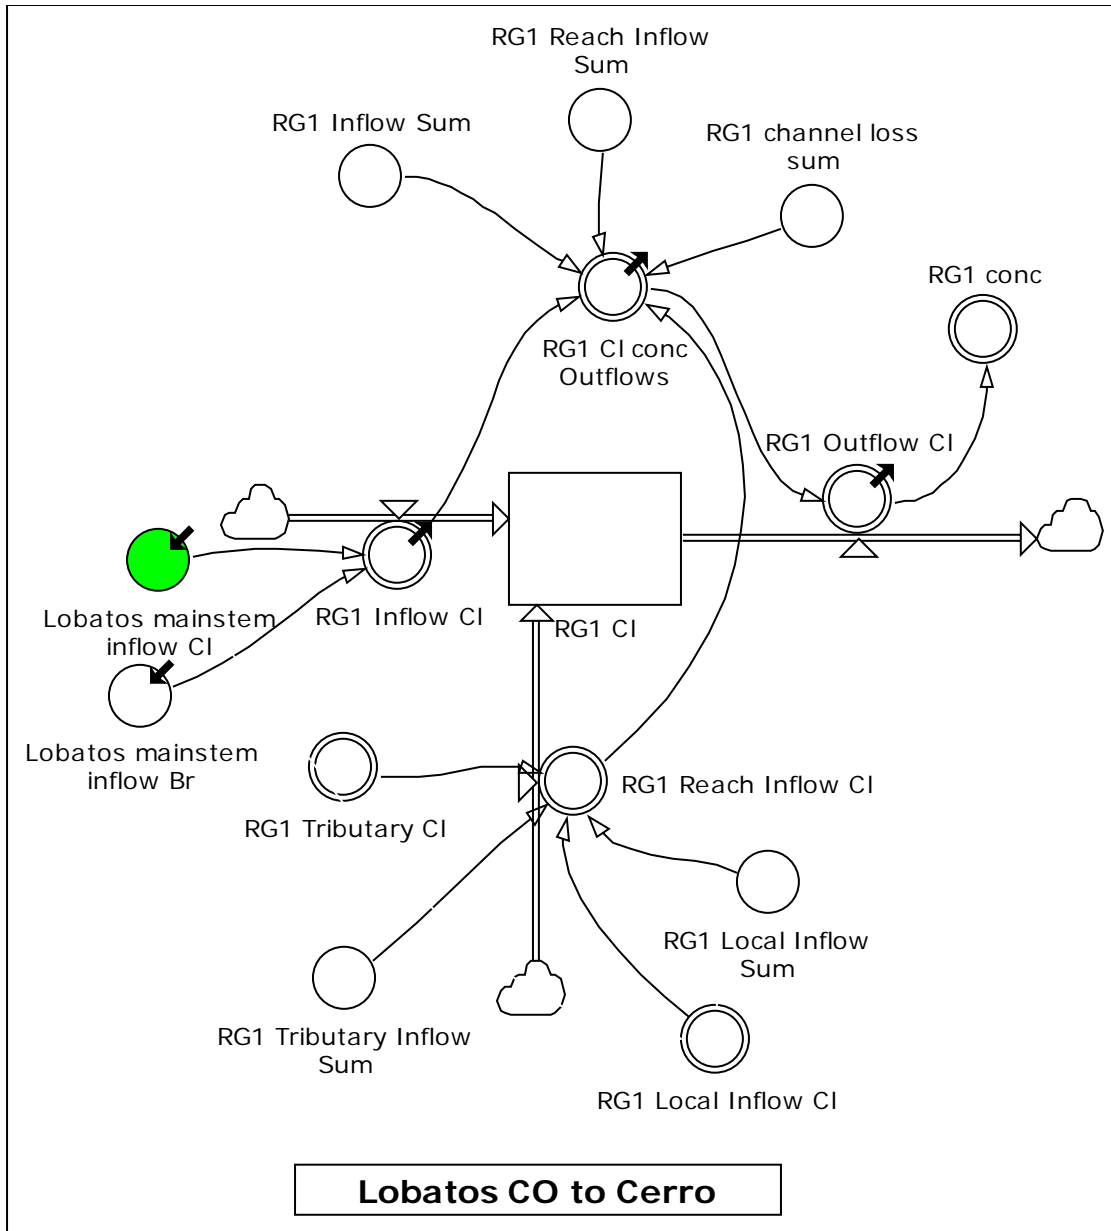 RG1 Reach Inflow
Sum
RG1 Inflow Sum
RG1 channel loss
sum
RG1 conc
RG1 Cl conc
Outflows
RG1 Outflow Cl
Lobatos mainstem
inflow Cl
RG1 Inflow Cl
RG1 Cl
Lobatos mainstem
inflow Br
RG1 Reach Inflow Cl
RG1 Tributary Cl
RG1 Local Inflow
Sum
RG1 Tributary Inflow
Sum
RG1 Local Inflow Cl
Lobatos CO to Cerro